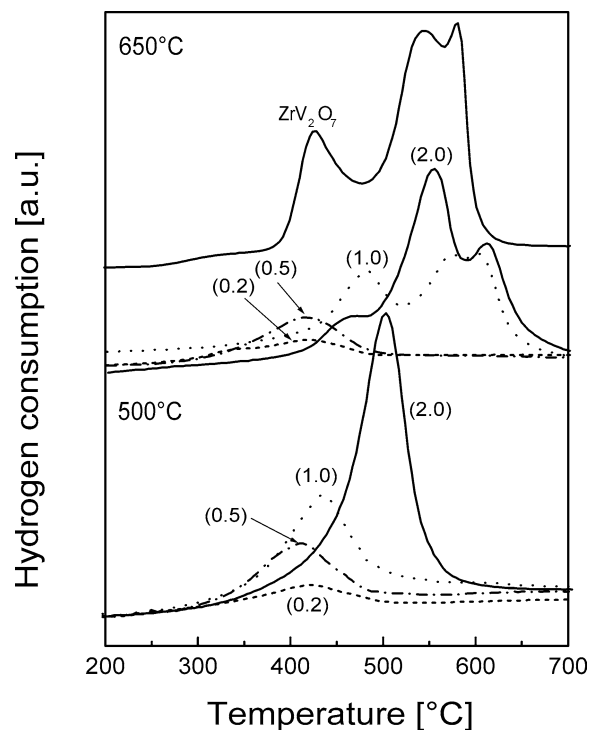 650°C
ZrV₂O₇
(2.0)
(1.0)
(0.5)
(0.2)
500°C
(2.0)
(1.0)
(0.5)
(0.2)
200 300 400 500 600 700
Temperature [°C]
Hydrogen consumption [a.u.]